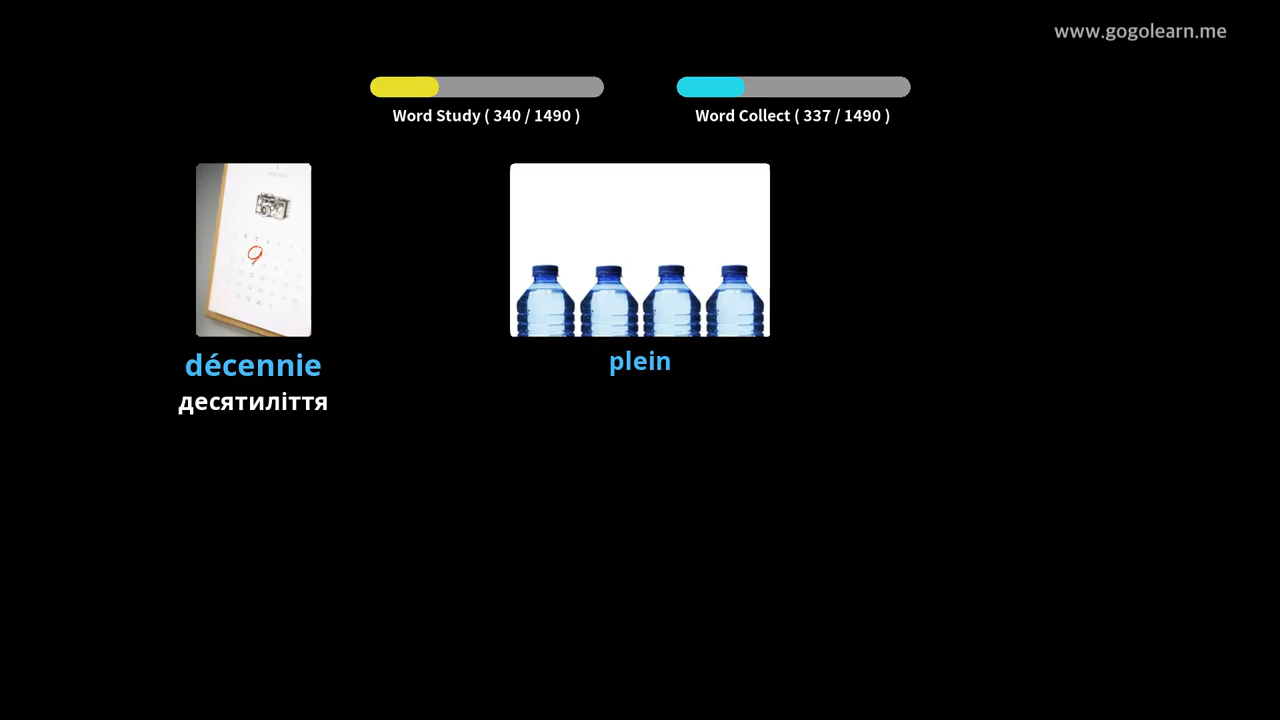 www.gogolearn.me
Word Study ( 340 / 1490 )
Word Collect ( 337 / 1490 )
décennie
десятиліття
plein